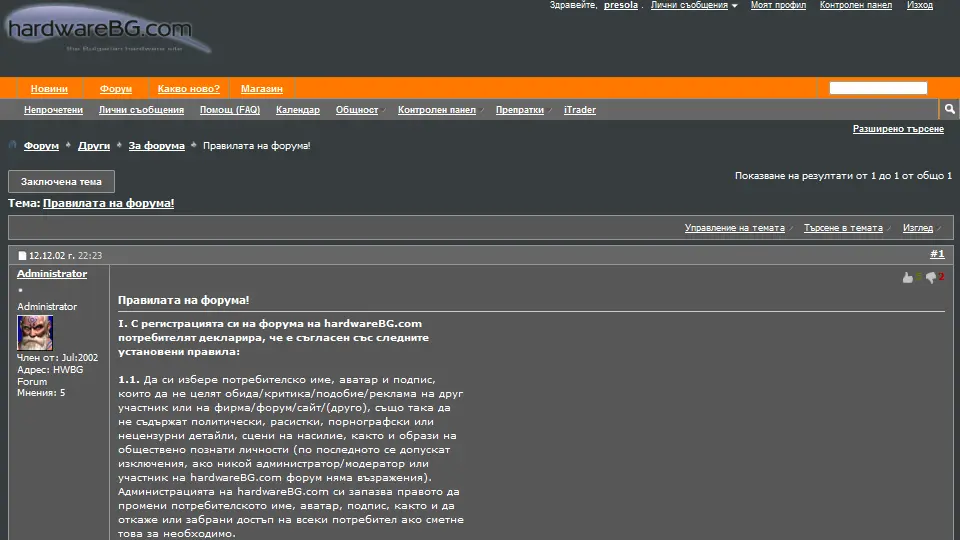 hardwareBG.com
the Bulgarian hardware site
Здравейте, presola . Лични съобщения Моят профил Контролен панел Изход
Новини Форум Какво ново? Магазин
Непрочетени Лични съобщения Помощ (FAQ) Календар Общност Контролен панел Препратки iTrader
Разширено търсене
Форум Други За форума Правилата на форума!
Заключена тема
Показване на резултати от 1 до 1 от общо 1
Тема: Правилата на форума!
Управление на темата Търсене в темата Изглед
12.12.02 г. 22:23 #1
Administrator
Administrator
Член от: Jul:2002
Адрес: HWBG
Forum
Мнения: 5
2
Правилата на форума!
I. С регистрацията си на форума на hardwareBG.com
потребителят декларира, че е съгласен със следните
установени правила:
1.1. Да си избере потребителско име, аватар и подпис,
които да не целят обида/критика/подобие/реклама на друг
участник или на фирма/форум/сайт/(друго), също така да
не съдържат политически, расистки, порнографски или
нецензурни детайли, сцени на насилие, както и образи на
обществено познати личности (по последното се допускат
изключения, ако никой администратор/модератор или
участник на hardwareBG.com форум няма възражения).
Администрацията на hardwareBG.com си запазва правото да
промени потребителското име, аватар, подпис, както и да
откаже или забрани достъп на всеки потребител ако сметне
това за необходимо.